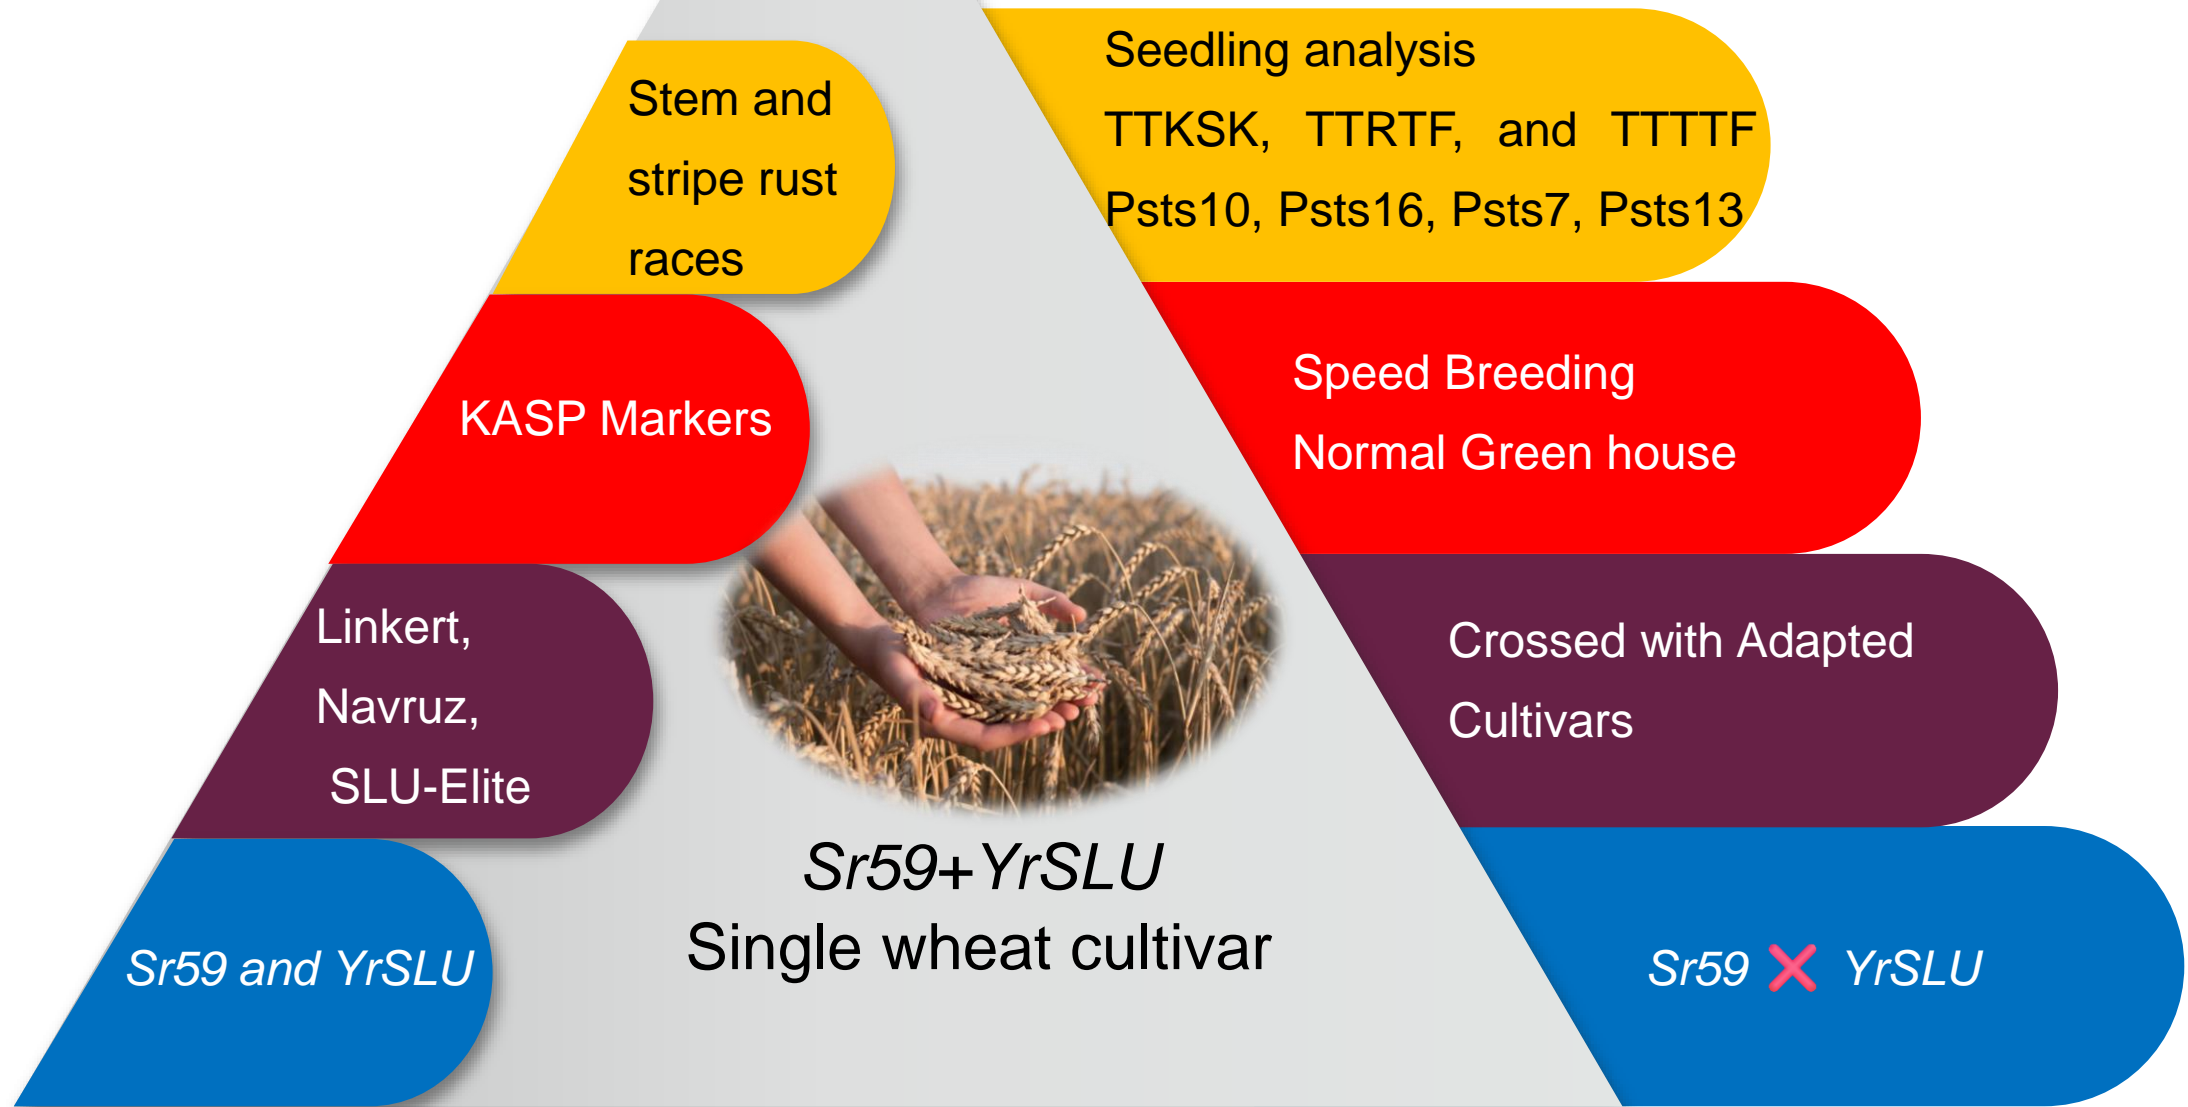 Stem and
stripe rust
races
Seedling analysis
TTKSK, TTRTF, and TTTTF
Psts10, Psts16, Psts7, Psts13
KASP Markers
Speed Breeding
Normal Green house
Linkert,
Navruz,
SLU-Elite
Crossed with Adapted
Cultivars
Sr59 and YrSLU
Sr59+YrSLU
Single wheat cultivar
Sr59 ❌ YrSLU